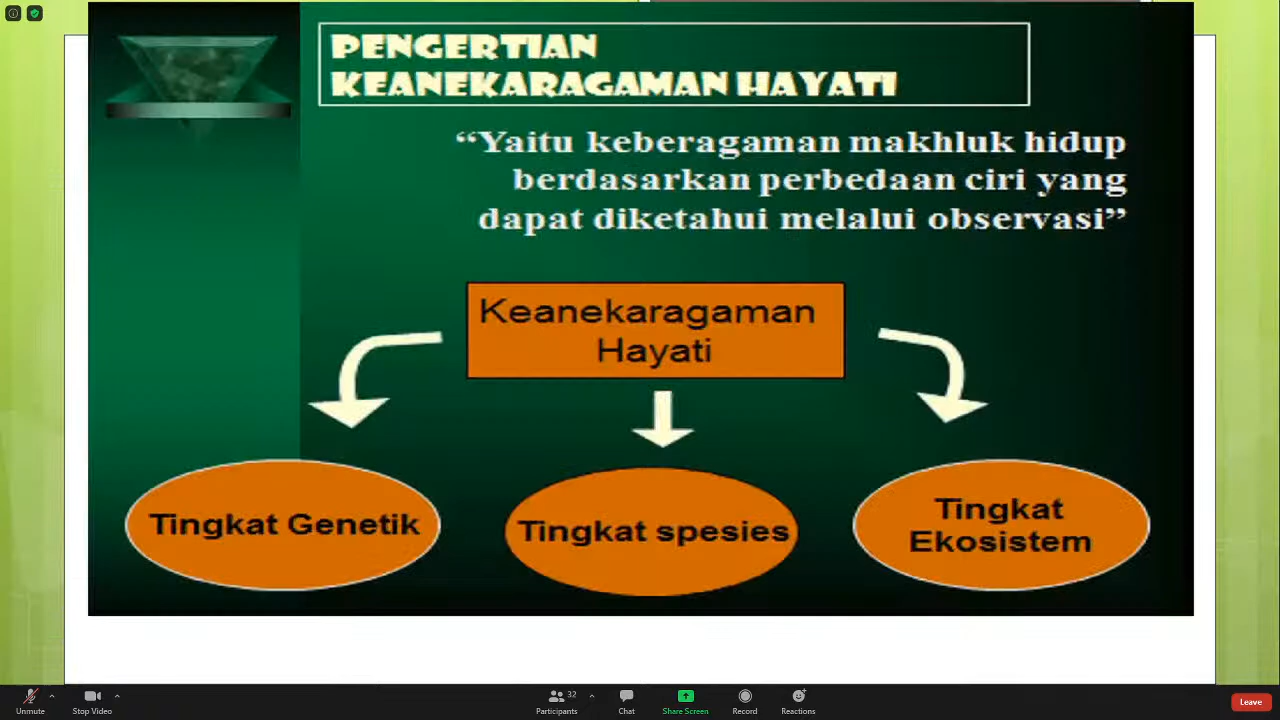 PENGERTIAN
KEANEKARAGAMAN HAYATI
“Yaitu keberagaman makhluk hidup
berdasarkan perbedaan ciri yang
dapat diketahui melalui observasi”
Keanekaragaman
Hayati
Tingkat Genetik
Tingkat spesies
Tingkat
Ekosistem
Unmute
Stop Video
Participants
32
Chat
Share Screen
Record
Reactions
Leave